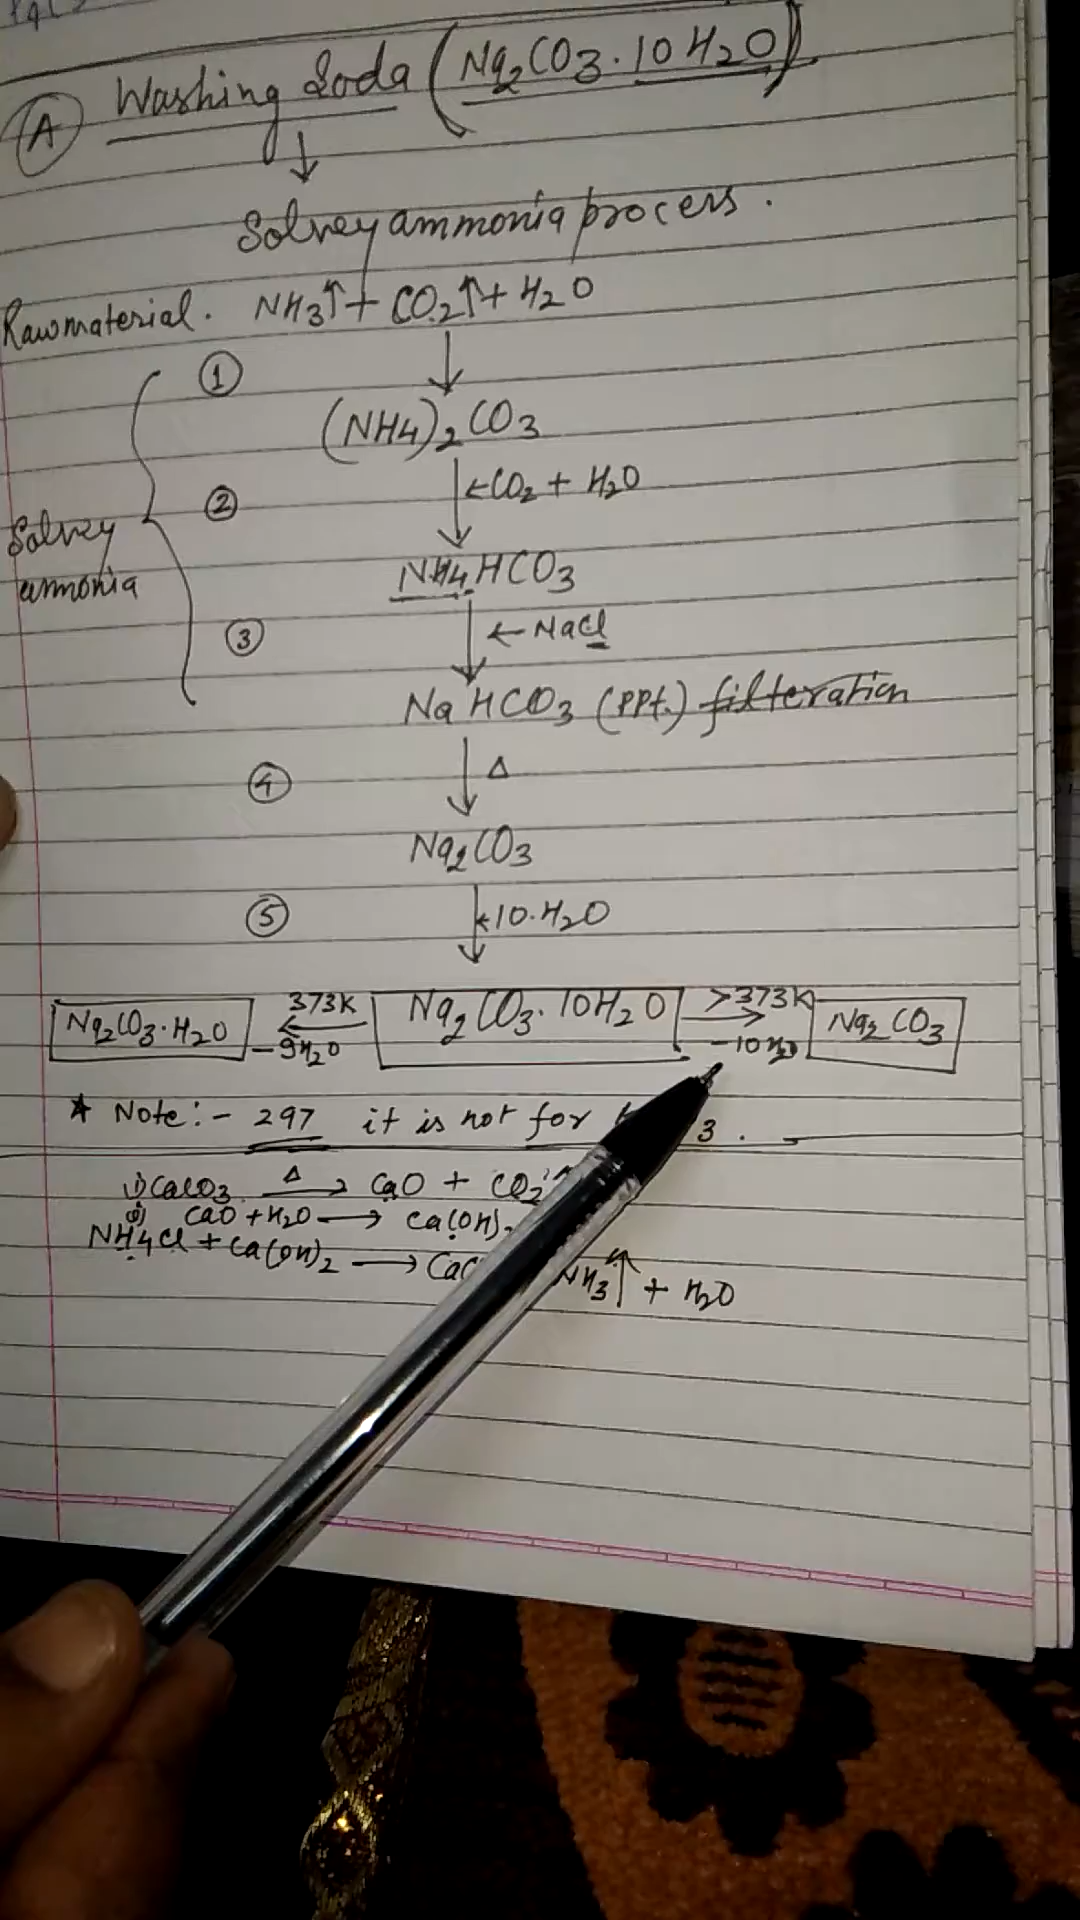 (A) Washing Soda (Na2CO3.10H2O)
↓
Solvey ammonia process.
Rawmaterial. NH3↑ + CO2↑ + H2O
(1) ↓
(NH4)2CO3
(2) ↓ ←CO2 + H2O
Solvey
ammonia
NH4HCO3
(3) ↓ ← NaCl
NaHCO3 (PPt.) filteration
(4) ↓ Δ
Na2CO3
(5) ↓ ←10.H2O
Na2CO3.H2O ← 373K -9H2O Na2CO3.10H2O >373K → -10H2O Na2CO3
★ Note:- 297 it is not for 3.
i) CaCO3 Δ → CaO + CO2↑
ii) CaO + H2O → Ca(OH)2
NH4Cl + Ca(OH)2 → CaC NH3↑ + H2O